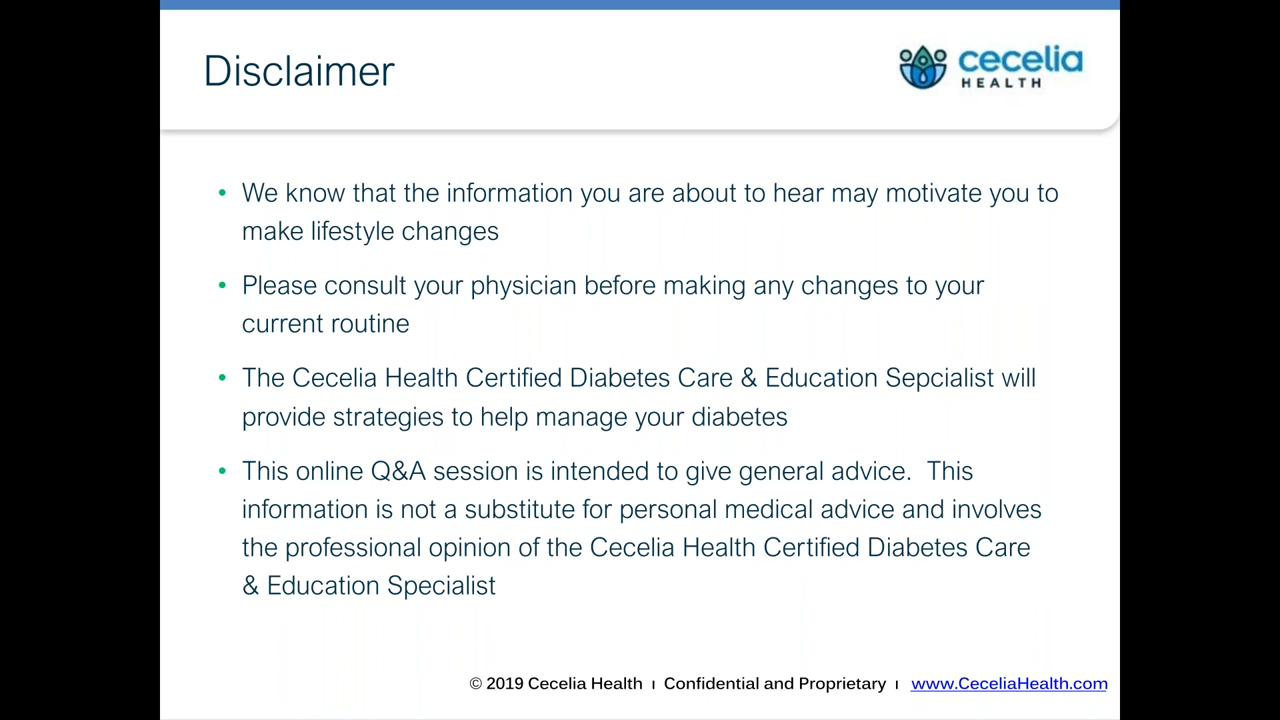 Disclaimer
cecelia
HEALTH
• We know that the information you are about to hear may motivate you to
make lifestyle changes
• Please consult your physician before making any changes to your
current routine
• The Cecelia Health Certified Diabetes Care & Education Sepcialist will
provide strategies to help manage your diabetes
• This online Q&A session is intended to give general advice.  This
information is not a substitute for personal medical advice and involves
the professional opinion of the Cecelia Health Certified Diabetes Care
& Education Specialist
© 2019 Cecelia Health ı Confidential and Proprietary ı www.CeceliaHealth.com